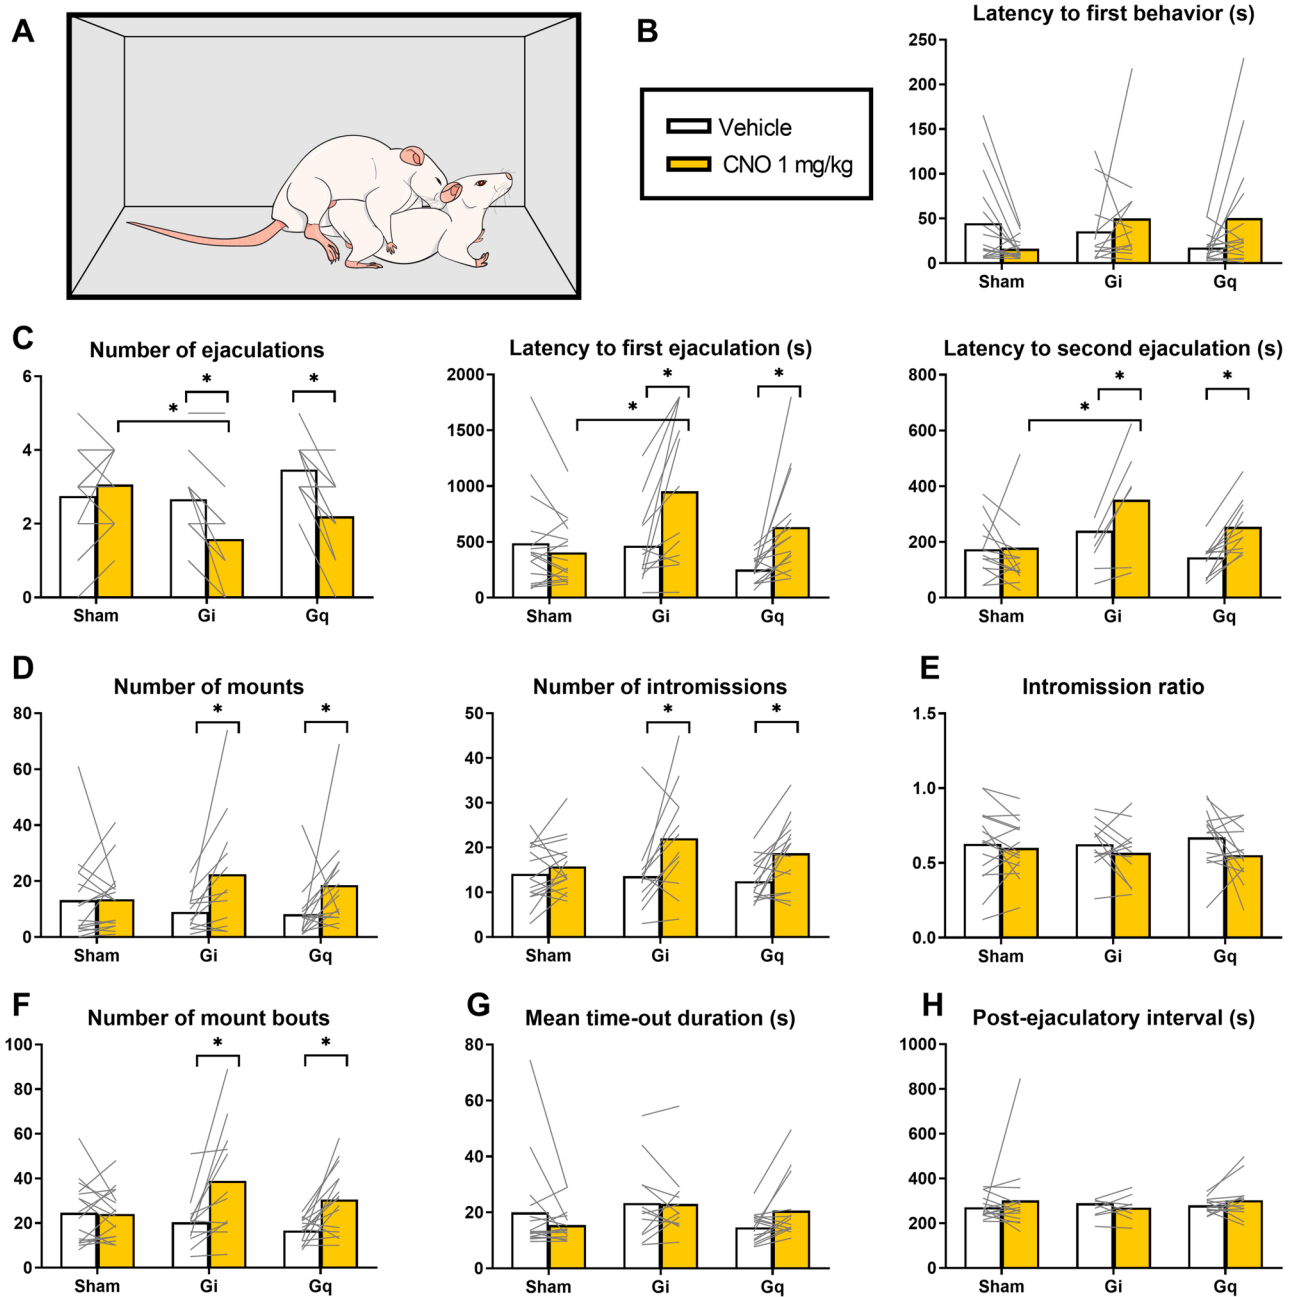 A
B
Vehicle
CNO 1 mg/kg
Latency to first behavior (s)
250
200
150
100
50
0
Sham Gi Gq
C
Number of ejaculations
6
4
2
0
* * *
Sham Gi Gq
Latency to first ejaculation (s)
2000
1500
1000
500
0
* * *
Sham Gi Gq
Latency to second ejaculation (s)
800
600
400
200
0
* * *
Sham Gi Gq
D
Number of mounts
80
60
40
20
0
* *
Sham Gi Gq
Number of intromissions
50
40
30
20
10
0
* *
Sham Gi Gq
E
Intromission ratio
1.5
1.0
0.5
0.0
Sham Gi Gq
F
Number of mount bouts
100
80
60
40
20
0
* *
Sham Gi Gq
G
Mean time-out duration (s)
80
60
40
20
0
Sham Gi Gq
H
Post-ejaculatory interval (s)
1000
800
600
400
200
0
Sham Gi Gq